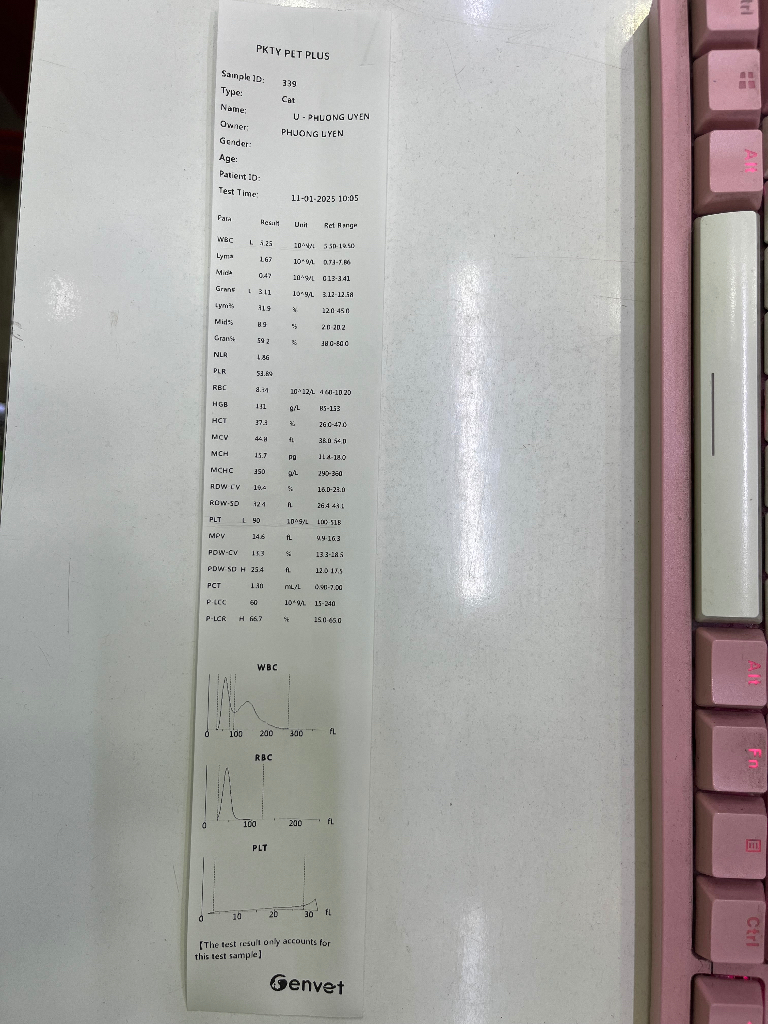 PKTY PET PLUS
Sample ID: 339
Type: Cat
Name: U - PHUONG UYEN
Owner: PHUONG UYEN
Gender:
Age:
Patient ID:
Test Time: 11-01-2025 10:05
Para Result Unit Ref Range
WBC L 5.25 10^9/L 5.50-19.50
Lym# 1.67 10^9/L 0.73-7.86
Mid# 0.47 10^9/L 0.13-3.41
Gran# L 3.11 10^9/L 3.12-12.58
Lym% 31.9 % 12.0-45.0
Mid% 8.9 % 2.0-20.2
Gran% 59.2 % 38.0-80.0
NLR 1.86
PLR 53.89
RBC 10^12/L 4.60-10.20
HGB 131 g/L 85-153
HCT 37.3 % 26.0-47.0
MCV 44.8 fL 38.0-54.0
MCH 15.7 pg 11.8-18.0
MCHC 350 g/L 290-360
RDW-CV 19.4 % 16.0-23.0
RDW-SD 32.4 fL 26.4-43.1
PLT L 90 10^9/L 100-518
MPV 14.6 fL 9.9-16.3
PDW-CV 13.3 % 13.3-18.5
PDW-SD H 25.4 fL 12.0-17.5
PCT 1.30 mL/L 0.90-7.00
P-LCC 60 10^9/L 15-240
P-LCR H 66.7 % 15.0-65.0
WBC
0 100 200 300 fL
RBC
0 100 200 fL
PLT
0 10 20 30 fL
【The test result only accounts for
this test sample】
Genvet
Alt
Fn
Ctrl